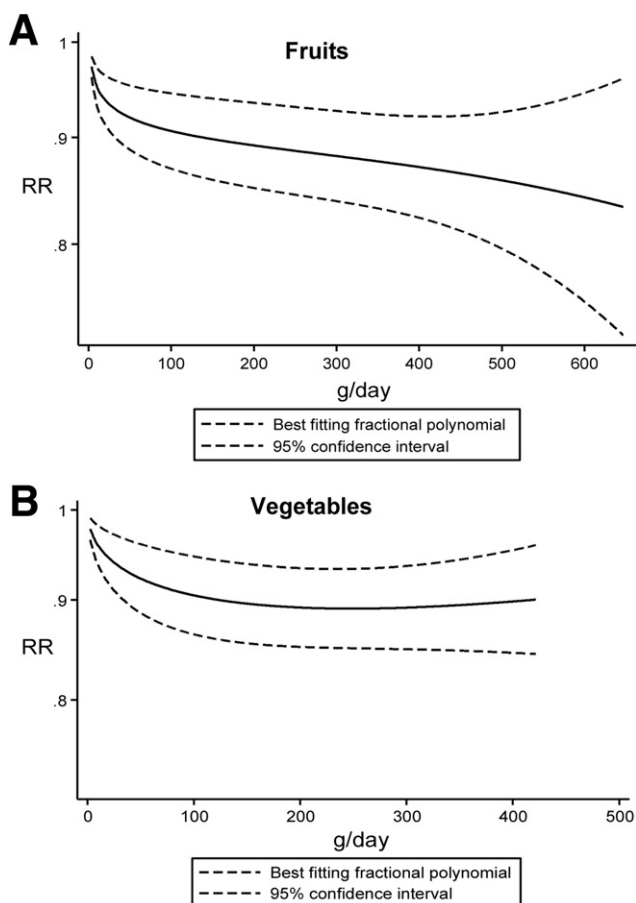 A
Fruits
1
.9
RR
.8
0 100 200 300 400 500 600
g/day
Best fitting fractional polynomial
95% confidence interval
B
Vegetables
1
.9
RR
.8
0 100 200 300 400 500
g/day
Best fitting fractional polynomial
95% confidence interval